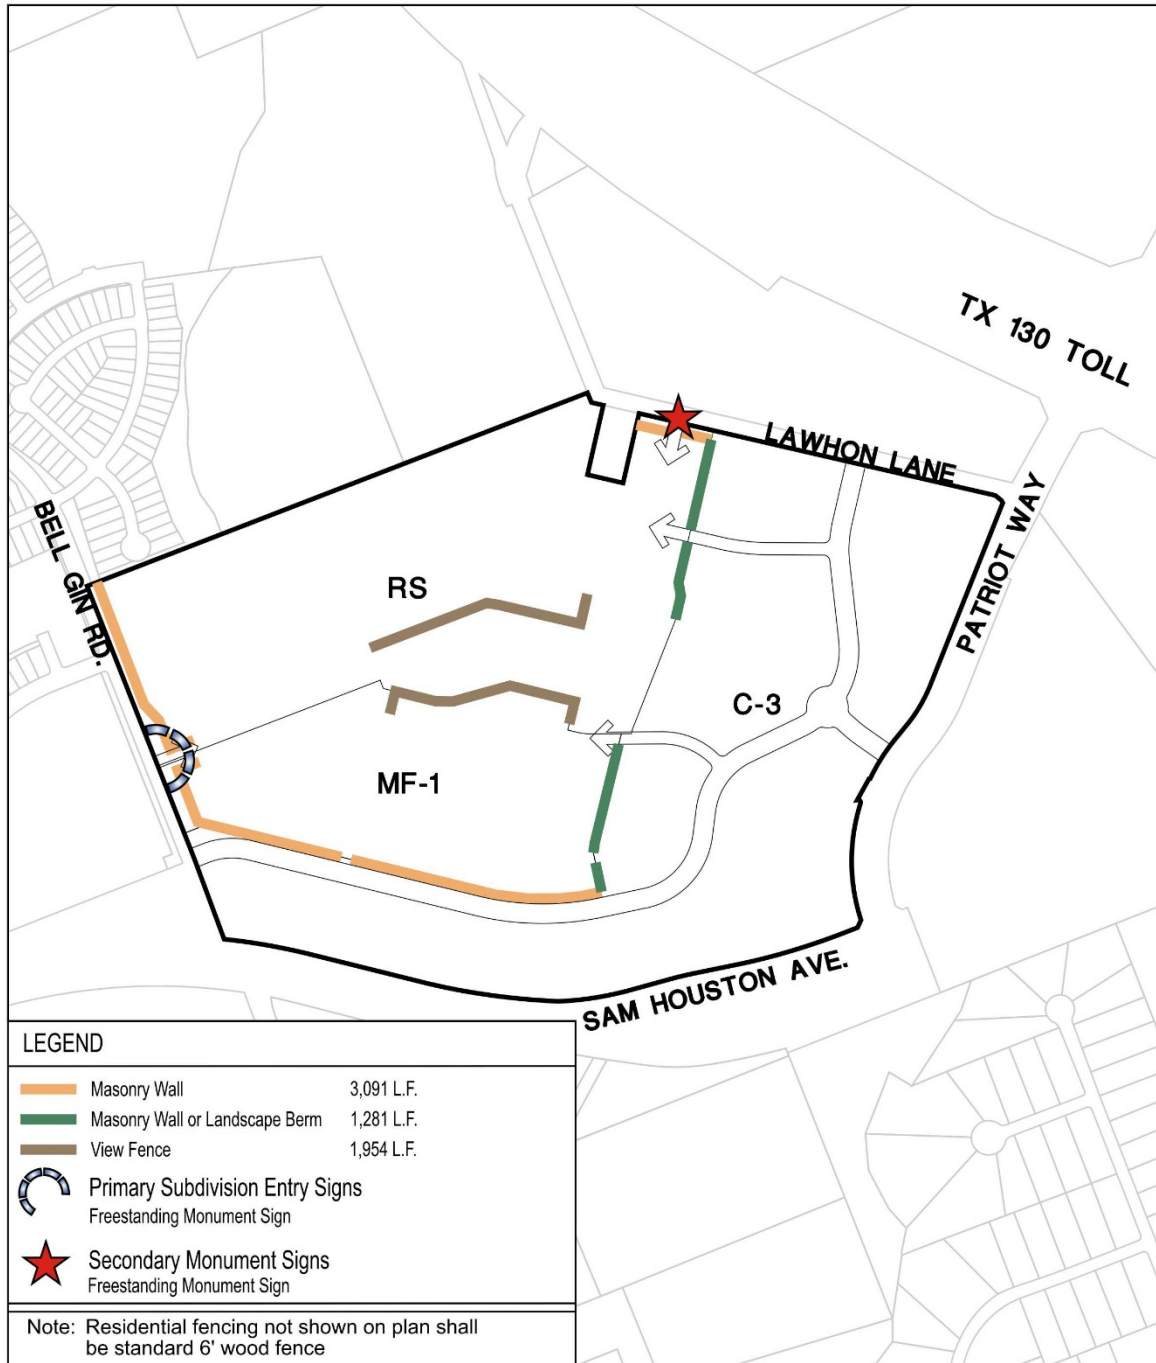 TX 130 TOLL
LAWHON LANE
PATRIOT WAY
BELL GIN RD.
RS
C-3
MF-1
SAM HOUSTON AVE.
LEGEND
Masonry Wall 3,091 L.F.
Masonry Wall or Landscape Berm 1,281 L.F.
View Fence 1,954 L.F.
Primary Subdivision Entry Signs
Freestanding Monument Sign
Secondary Monument Signs
Freestanding Monument Sign
Note: Residential fencing not shown on plan shall
be standard 6' wood fence